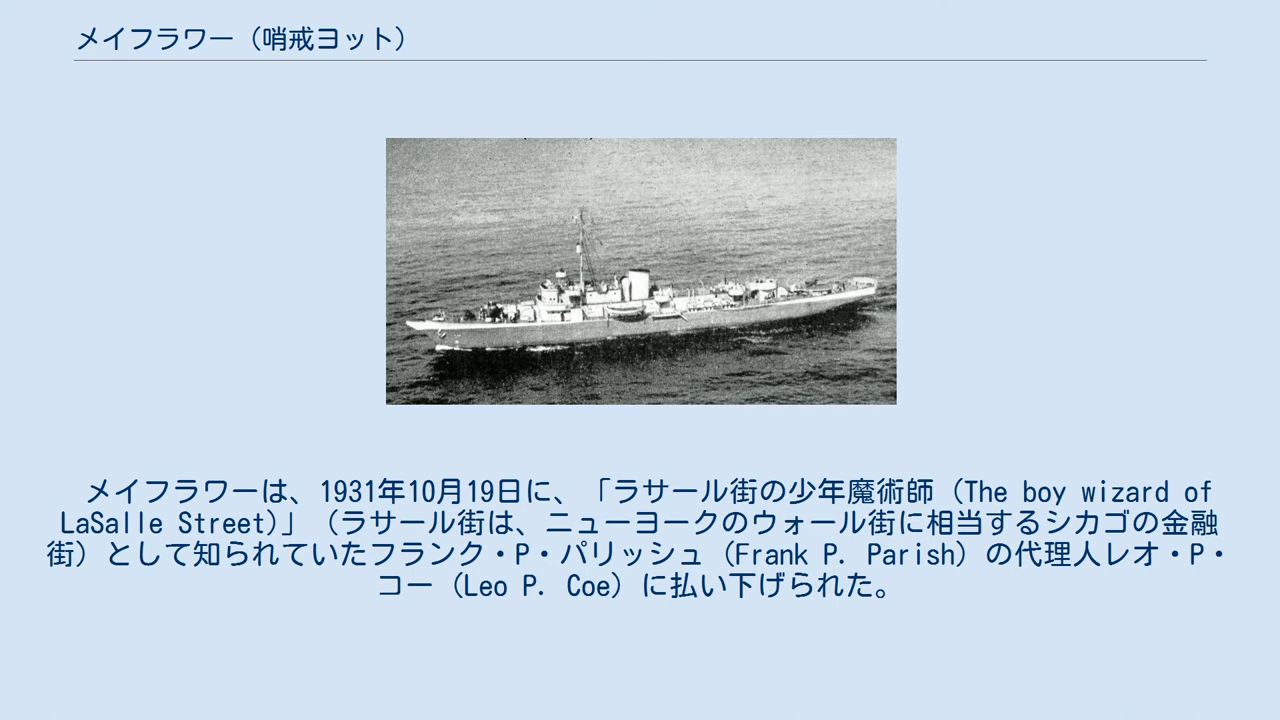 メイフラワー（哨戒ヨット）
メイフラワーは、1931年10月19日に、「ラサール街の少年魔術師（The boy wizard of
LaSalle Street)」（ラサール街は、ニューヨークのウォール街に相当するシカゴの金融
街）として知られていたフランク・P・パリッシュ（Frank P. Parish）の代理人レオ・P・
コー（Leo P. Coe）に払い下げられた。